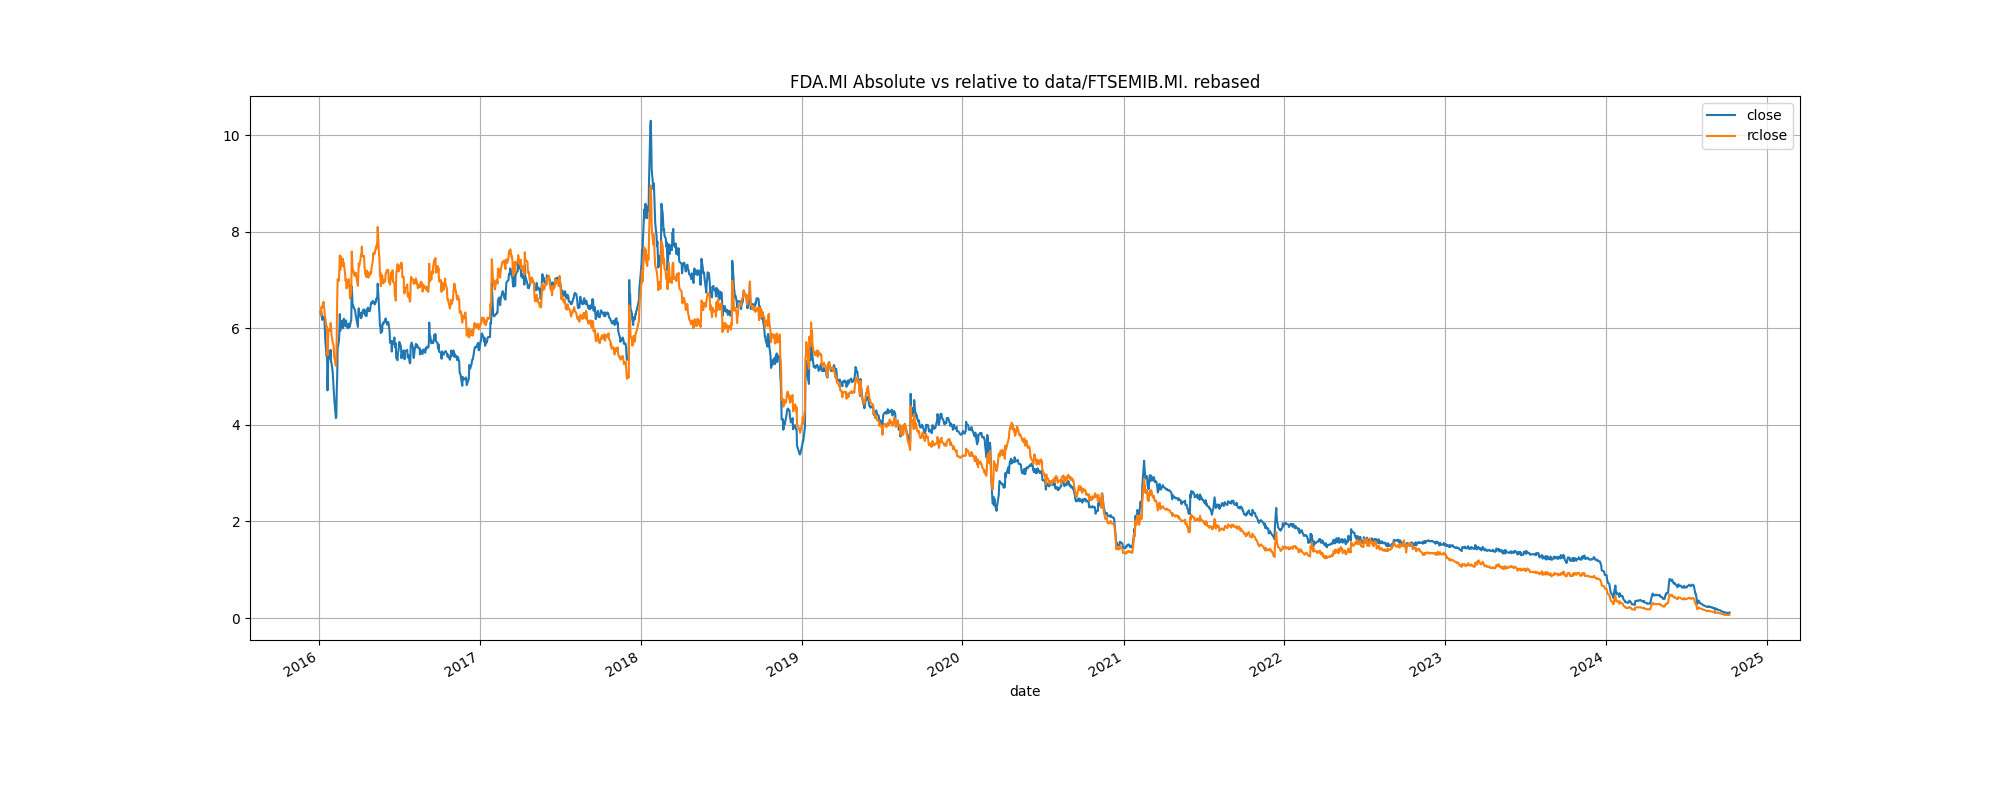 FDA.MI Absolute vs relative to data/FTSEMIB.MI. rebased
close
rclose
10
8
6
4
2
0
2016 2017 2018 2019 2020 2021 2022 2023 2024 2025
date